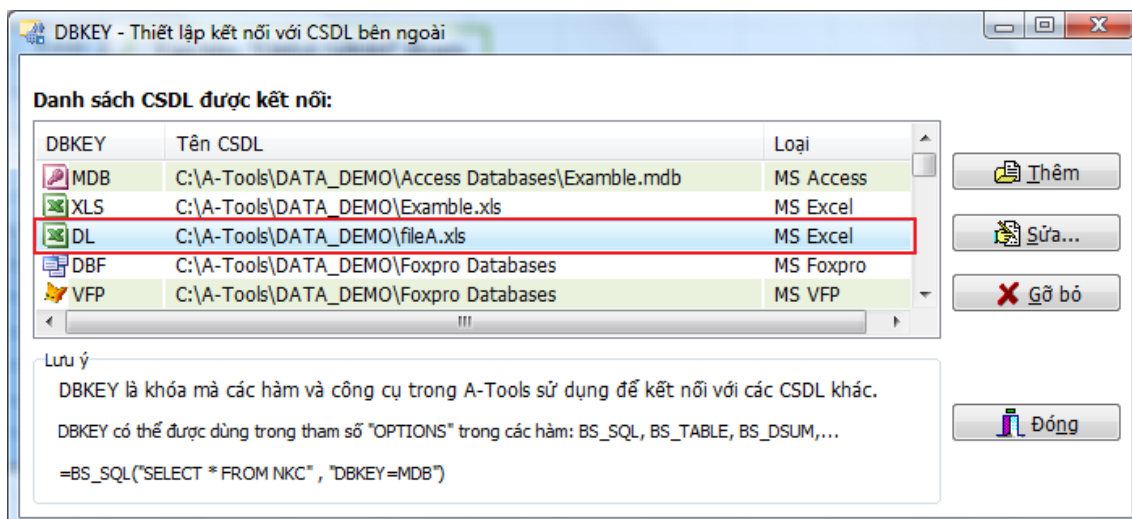 DBKEY - Thiết lập kết nối với CSDL bên ngoài
Danh sách CSDL được kết nối:
DBKEY Tên CSDL Loại
MDB C:\A-Tools\DATA_DEMO\Access Databases\Examble.mdb MS Access
XLS C:\A-Tools\DATA_DEMO\Examble.xls MS Excel
DL C:\A-Tools\DATA_DEMO\fileA.xls MS Excel
DBF C:\A-Tools\DATA_DEMO\Foxpro Databases MS Foxpro
VFP C:\A-Tools\DATA_DEMO\Foxpro Databases MS VFP
Thêm
Sửa...
Gỡ bỏ
Lưu ý
DBKEY là khóa mà các hàm và công cụ trong A-Tools sử dụng để kết nối với các CSDL khác.
DBKEY có thể được dùng trong tham số "OPTIONS" trong các hàm: BS_SQL, BS_TABLE, BS_DSUM,...
=BS_SQL("SELECT * FROM NKC" , "DBKEY=MDB")
Đóng